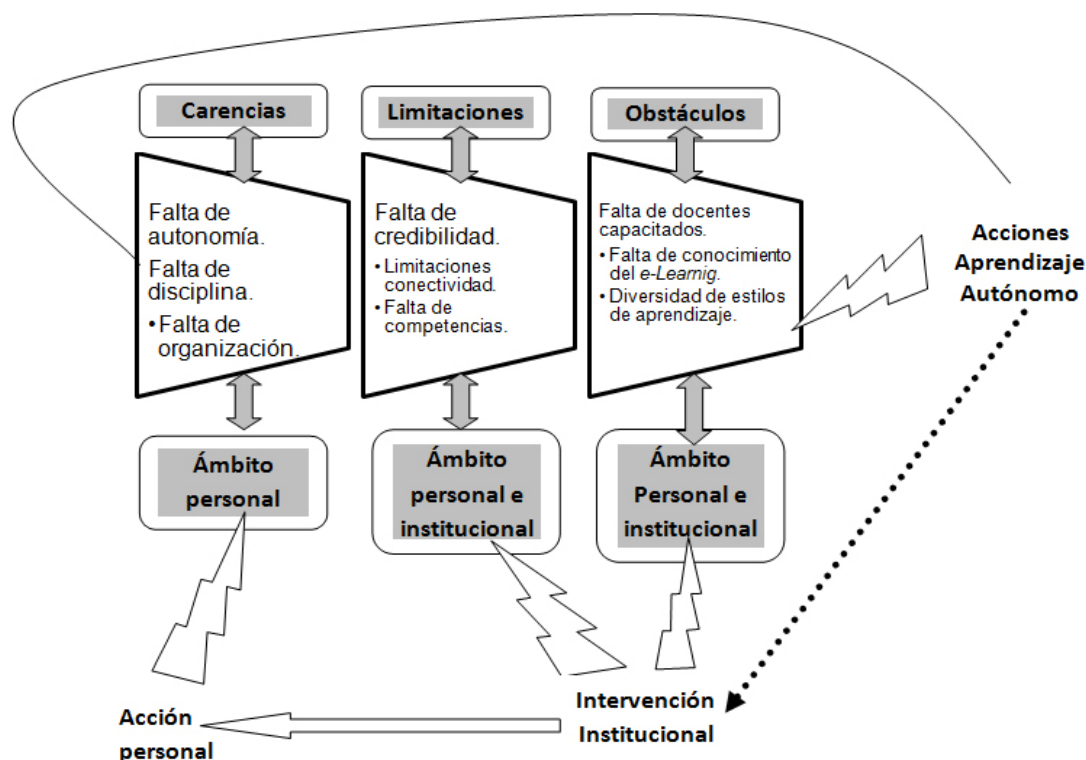 Carencias
Limitaciones
Obstáculos
Falta de
autonomía.
Falta de
disciplina.
• Falta de
organización.
Falta de
credibilidad.
• Limitaciones
conectividad.
• Falta de
competencias.
Falta de docentes
capacitados.
• Falta de conocimiento
del e-Learnig.
• Diversidad de estilos
de aprendizaje.
Acciones
Aprendizaje
Autónomo
Ámbito
personal
Ámbito
personal e
institucional
Ámbito
Personal e
institucional
Acción
personal
Intervención
Institucional